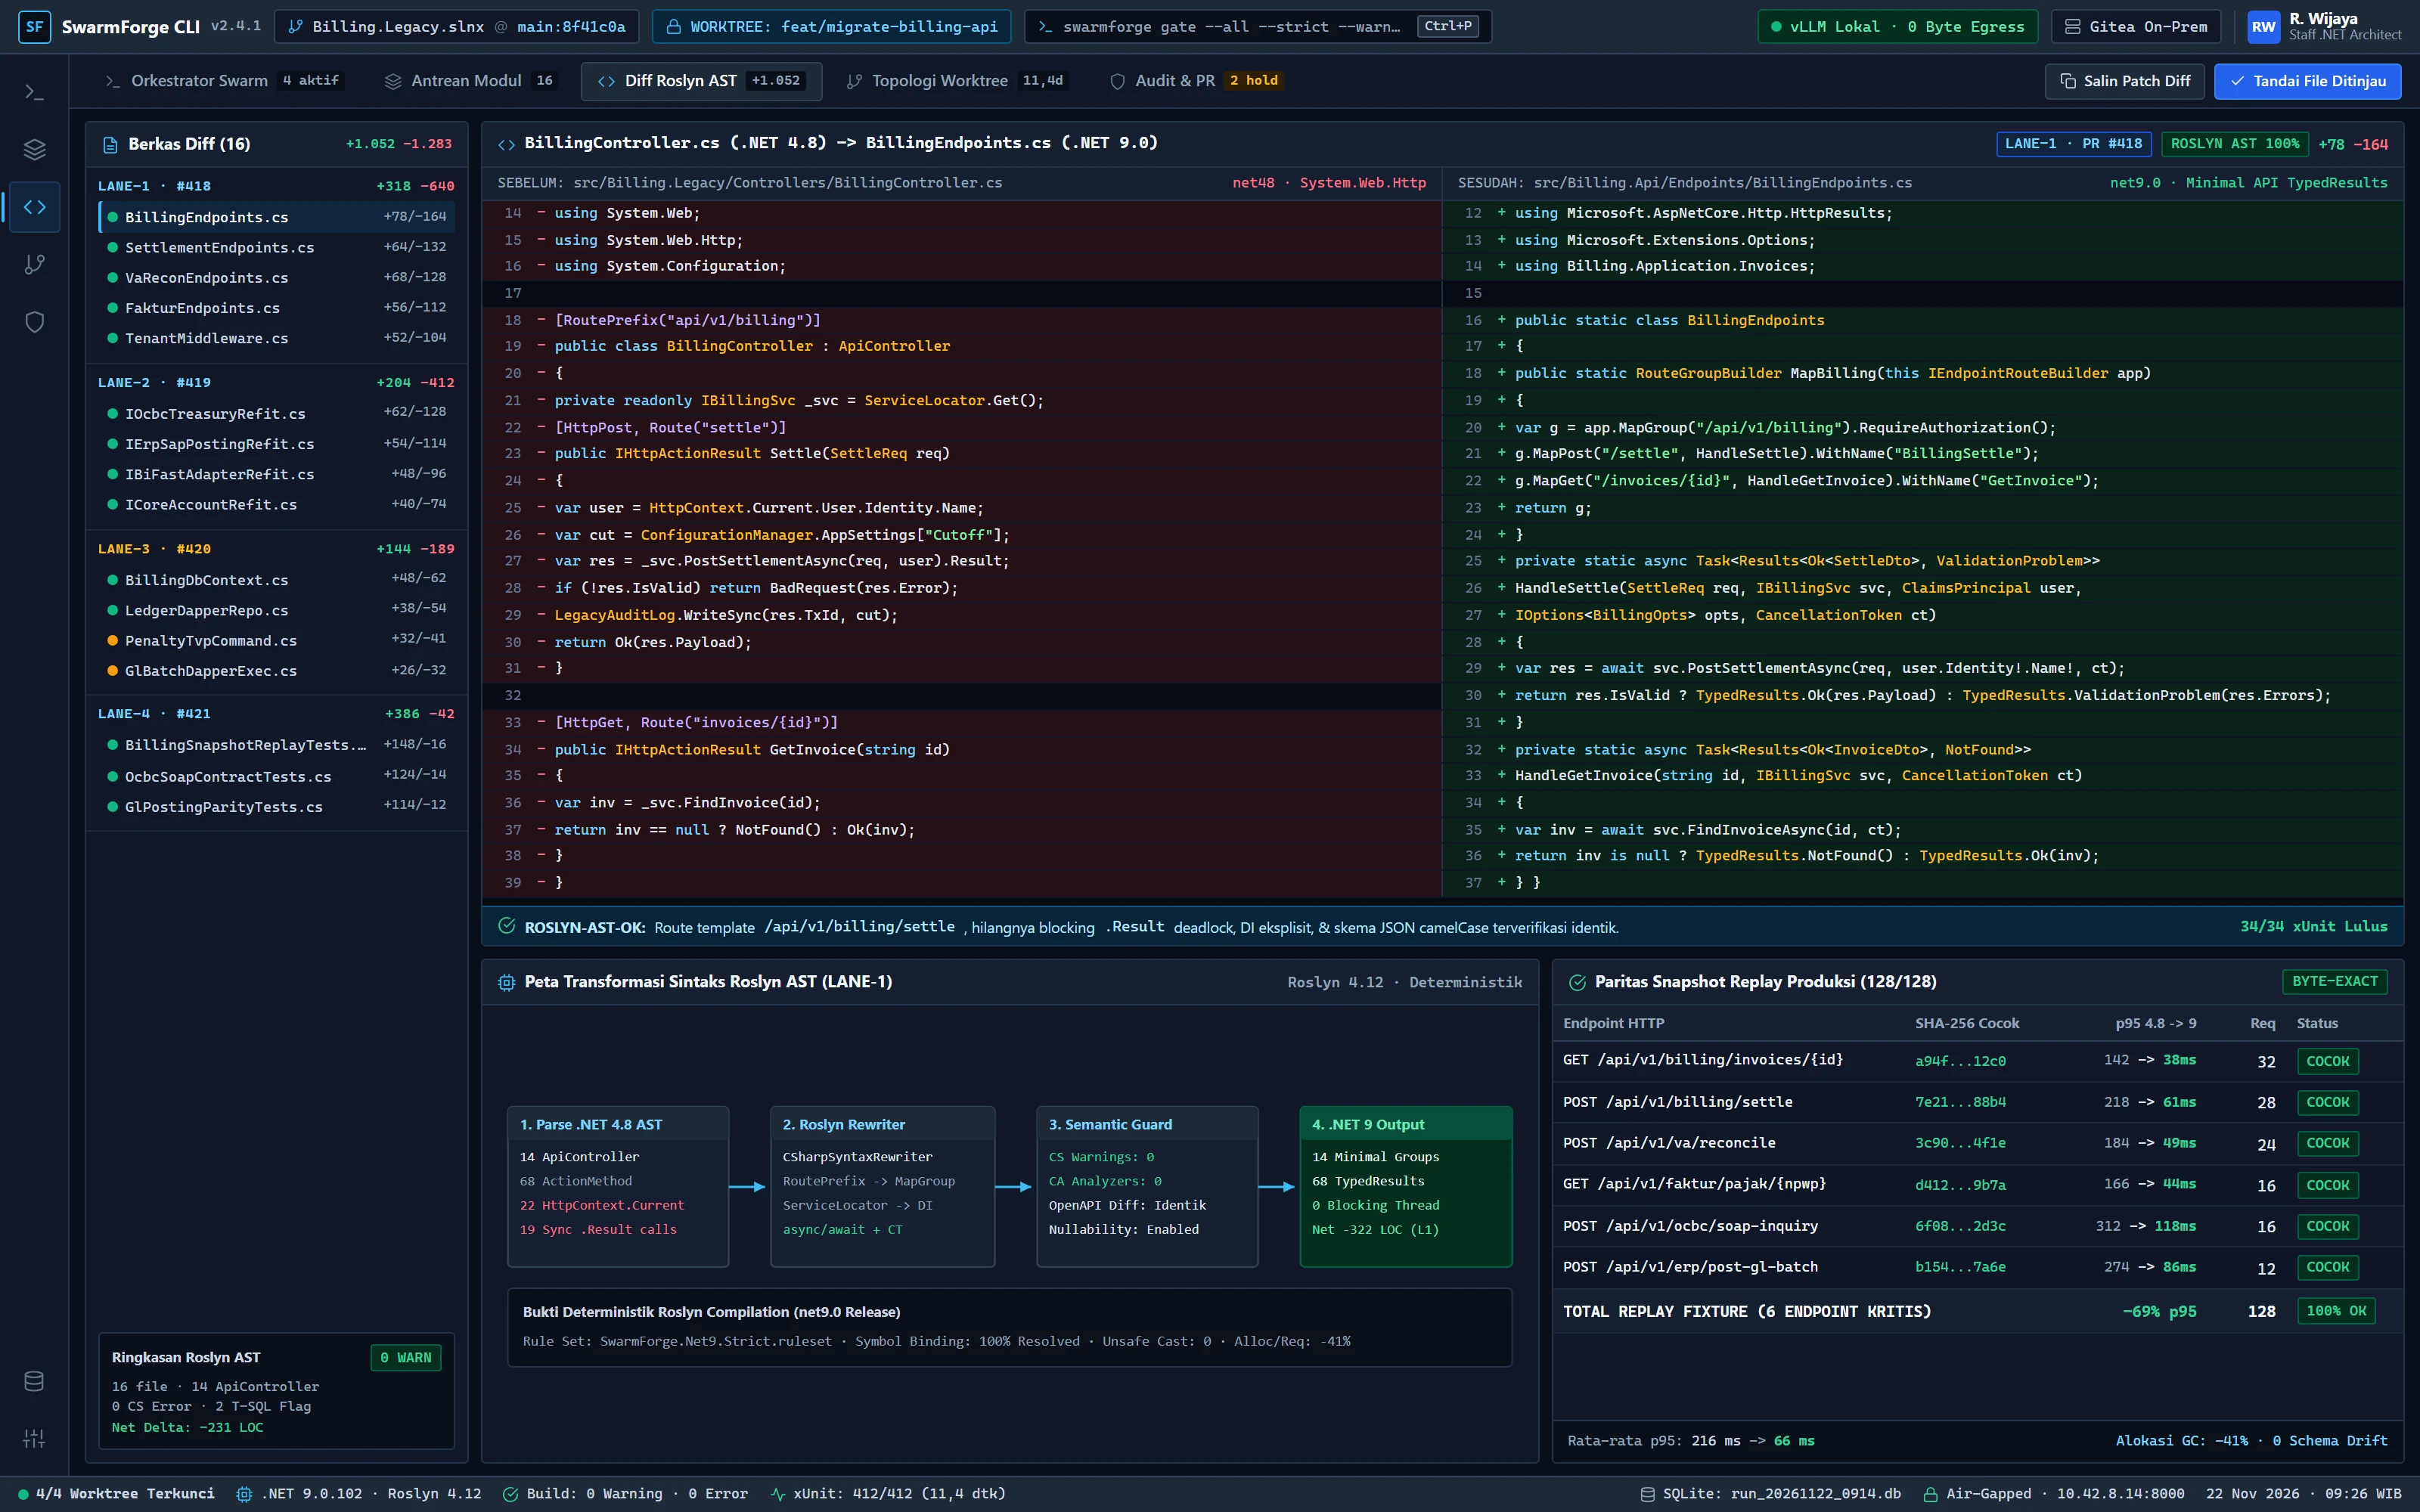 SF SwarmForge CLI v2.4.1 Billing.Legacy.slnx @ main:8f41c0a WORKTREE: feat/migrate-billing-api swarmforge gate --all --strict --warn… Ctrl+P vLLM Lokal · 0 Byte Egress Gitea On-Prem RW R. Wijaya
Staff .NET Architect
Orkestrator Swarm 4 aktif Antrean Modul 16 Diff Roslyn AST +1.052 Topologi Worktree 11,4d Audit & PR 2 hold Salin Patch Diff Tandai File Ditinjau
Berkas Diff (16) +1.052 −1.283
LANE-1 · #418 +318 −640
BillingEndpoints.cs +78/−164
SettlementEndpoints.cs +64/−132
VaReconEndpoints.cs +68/−128
FakturEndpoints.cs +56/−112
TenantMiddleware.cs +52/−104
LANE-2 · #419 +204 −412
IOcbcTreasuryRefit.cs +62/−128
IErpSapPostingRefit.cs +54/−114
IBiFastAdapterRefit.cs +48/−96
ICoreAccountRefit.cs +40/−74
LANE-3 · #420 +144 −189
BillingDbContext.cs +48/−62
LedgerDapperRepo.cs +38/−54
PenaltyTvpCommand.cs +32/−41
GlBatchDapperExec.cs +26/−32
LANE-4 · #421 +386 −42
BillingSnapshotReplayTests.… +148/−16
OcbcSoapContractTests.cs +124/−14
GlPostingParityTests.cs +114/−12
Ringkasan Roslyn AST 0 WARN
16 file · 14 ApiController
0 CS Error · 2 T-SQL Flag
Net Delta: −231 LOC
BillingController.cs (.NET 4.8) −> BillingEndpoints.cs (.NET 9.0) LANE-1 · PR #418 ROSLYN AST 100% +78 −164
SEBELUM: src/Billing.Legacy/Controllers/BillingController.cs net48 · System.Web.Http
14 − using System.Web;
15 − using System.Web.Http;
16 − using System.Configuration;
17
18 − [RoutePrefix("api/v1/billing")]
19 − public class BillingController : ApiController
20 − {
21 − private readonly IBillingSvc _svc = ServiceLocator.Get();
22 − [HttpPost, Route("settle")]
23 − public IHttpActionResult Settle(SettleReq req)
24 − {
25 − var user = HttpContext.Current.User.Identity.Name;
26 − var cut = ConfigurationManager.AppSettings["Cutoff"];
27 − var res = _svc.PostSettlementAsync(req, user).Result;
28 − if (!res.IsValid) return BadRequest(res.Error);
29 − LegacyAuditLog.WriteSync(res.TxId, cut);
30 − return Ok(res.Payload);
31 − }
32
33 − [HttpGet, Route("invoices/{id}")]
34 − public IHttpActionResult GetInvoice(string id)
35 − {
36 − var inv = _svc.FindInvoice(id);
37 − return inv == null ? NotFound() : Ok(inv);
38 − }
39 − }
SESUDAH: src/Billing.Api/Endpoints/BillingEndpoints.cs net9.0 · Minimal API TypedResults
12 + using Microsoft.AspNetCore.Http.HttpResults;
13 + using Microsoft.Extensions.Options;
14 + using Billing.Application.Invoices;
15
16 + public static class BillingEndpoints
17 + {
18 + public static RouteGroupBuilder MapBilling(this IEndpointRouteBuilder app)
19 + {
20 + var g = app.MapGroup("/api/v1/billing").RequireAuthorization();
21 + g.MapPost("/settle", HandleSettle).WithName("BillingSettle");
22 + g.MapGet("/invoices/{id}", HandleGetInvoice).WithName("GetInvoice");
23 + return g;
24 + }
25 + private static async Task<Results<Ok<SettleDto>, ValidationProblem>>
26 + HandleSettle(SettleReq req, IBillingSvc svc, ClaimsPrincipal user,
27 + IOptions<BillingOpts> opts, CancellationToken ct)
28 + {
29 + var res = await svc.PostSettlementAsync(req, user.Identity!.Name!, ct);
30 + return res.IsValid ? TypedResults.Ok(res.Payload) : TypedResults.ValidationProblem(res.Errors);
31 + }
32 + private static async Task<Results<Ok<InvoiceDto>, NotFound>>
33 + HandleGetInvoice(string id, IBillingSvc svc, CancellationToken ct)
34 + {
35 + var inv = await svc.FindInvoiceAsync(id, ct);
36 + return inv is null ? TypedResults.NotFound() : TypedResults.Ok(inv);
37 + } }
ROSLYN-AST-OK: Route template /api/v1/billing/settle , hilangnya blocking .Result deadlock, DI eksplisit, & skema JSON camelCase terverifikasi identik. 34/34 xUnit Lulus
Peta Transformasi Sintaks Roslyn AST (LANE-1) Roslyn 4.12 · Deterministik
1. Parse .NET 4.8 AST
14 ApiController
68 ActionMethod
22 HttpContext.Current
19 Sync .Result calls
2. Roslyn Rewriter
CSharpSyntaxRewriter
RoutePrefix -> MapGroup
ServiceLocator -> DI
async/await + CT
3. Semantic Guard
CS Warnings: 0
CA Analyzers: 0
OpenAPI Diff: Identik
Nullability: Enabled
4. .NET 9 Output
14 Minimal Groups
68 TypedResults
0 Blocking Thread
Net -322 LOC (L1)
Bukti Deterministik Roslyn Compilation (net9.0 Release)
Rule Set: SwarmForge.Net9.Strict.ruleset · Symbol Binding: 100% Resolved · Unsafe Cast: 0 · Alloc/Req: -41%
Paritas Snapshot Replay Produksi (128/128) BYTE-EXACT
Endpoint HTTP SHA-256 Cocok p95 4.8 -> 9 Req Status
GET /api/v1/billing/invoices/{id} a94f...12c0 142 −> 38ms 32 COCOK
POST /api/v1/billing/settle 7e21...88b4 218 −> 61ms 28 COCOK
POST /api/v1/va/reconcile 3c90...4f1e 184 −> 49ms 24 COCOK
GET /api/v1/faktur/pajak/{npwp} d412...9b7a 166 −> 44ms 16 COCOK
POST /api/v1/ocbc/soap-inquiry 6f08...2d3c 312 −> 118ms 16 COCOK
POST /api/v1/erp/post-gl-batch b154...7a6e 274 −> 86ms 12 COCOK
TOTAL REPLAY FIXTURE (6 ENDPOINT KRITIS) −69% p95 128 100% OK
Rata-rata p95: 216 ms −> 66 ms Alokasi GC: −41% · 0 Schema Drift
4/4 Worktree Terkunci .NET 9.0.102 · Roslyn 4.12 Build: 0 Warning · 0 Error xUnit: 412/412 (11,4 dtk) SQLite: run_20261122_0914.db Air-Gapped · 10.42.8.14:8000 22 Nov 2026 · 09:26 WIB